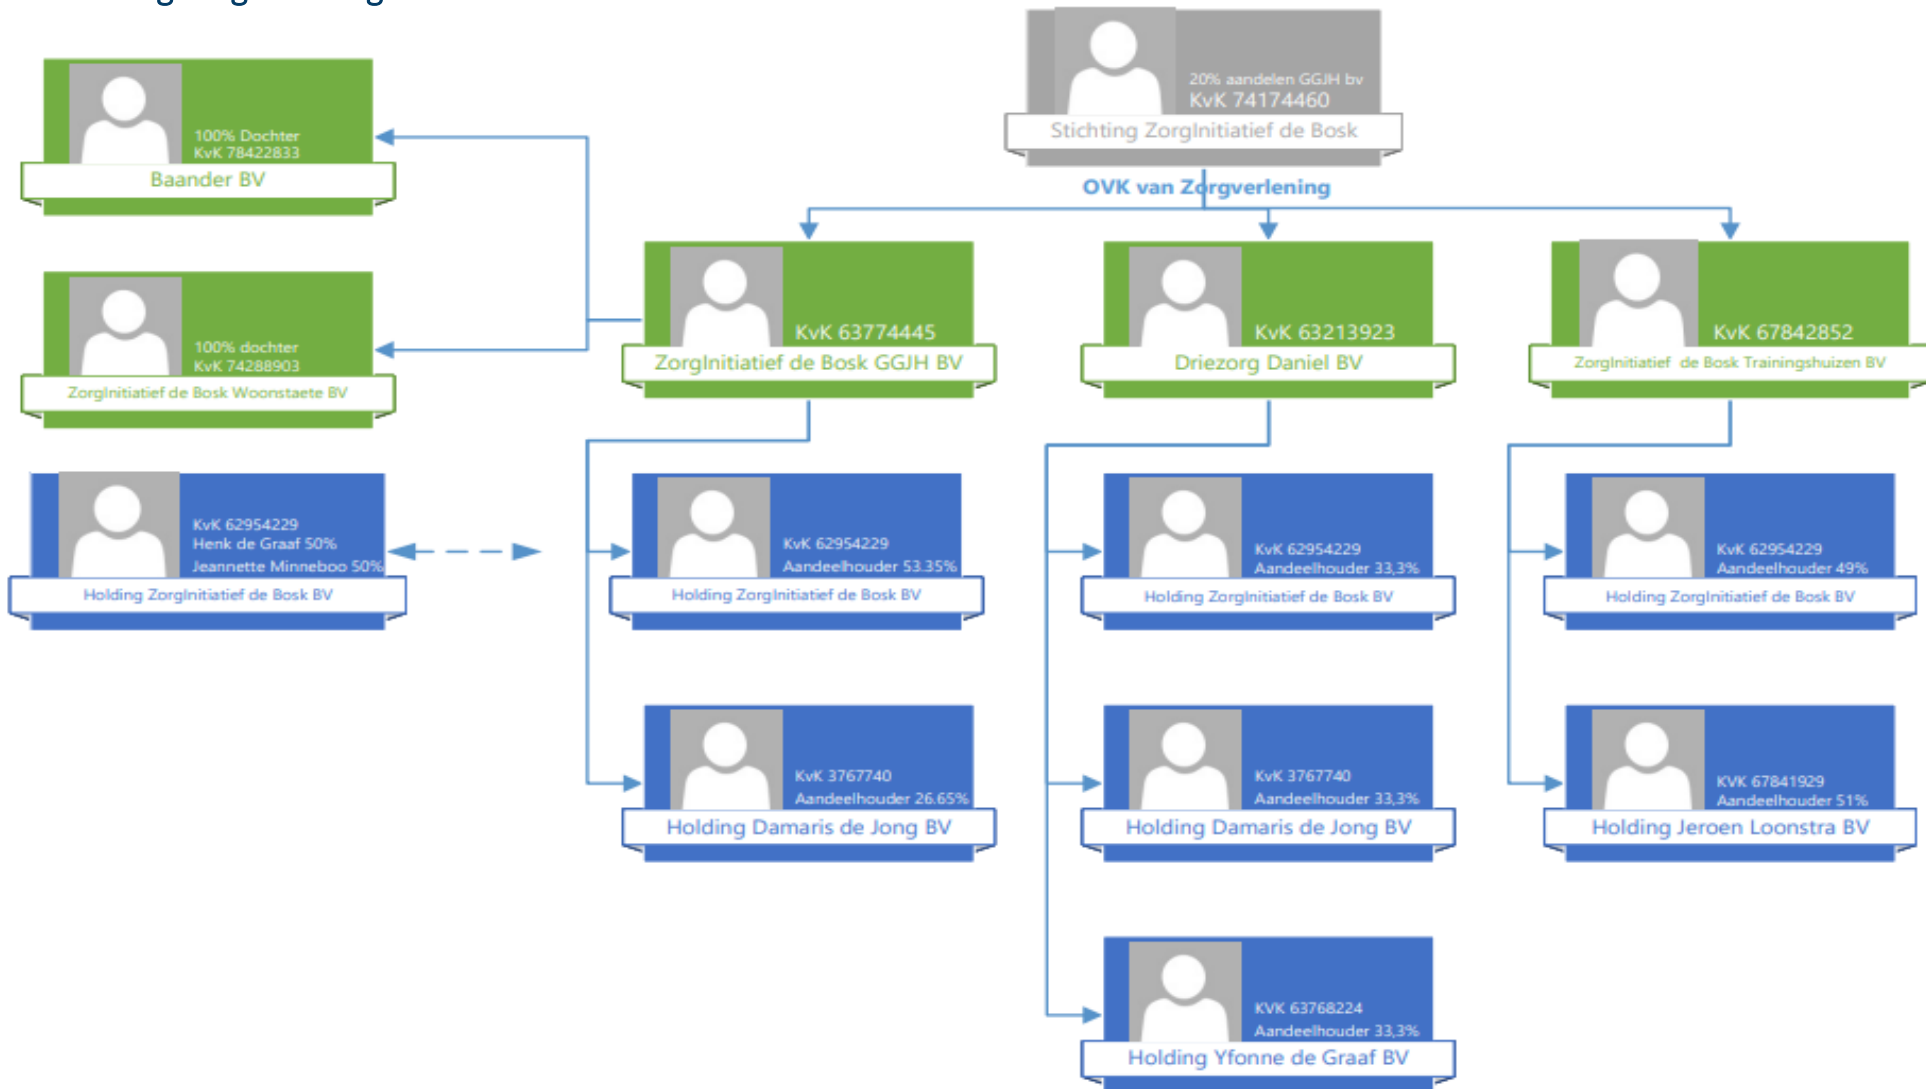 20% aandelen GGJH bv
KvK 74174460
Stichting ZorgInitiatief de Bosk
OVK van Zorgverlening
100% Dochter
KvK 78422833
Baander BV
100% dochter
KvK 74288903
ZorgInitiatief de Bosk Woonstaete BV
KvK 63774445
ZorgInitiatief de Bosk GGJH BV
KvK 63213923
Driezorg Daniel BV
KvK 67842852
ZorgInitiatief de Bosk Trainingshuizen BV
KvK 62954229
Henk de Graaf 50%
Jeannette Minneboo 50%
Holding ZorgInitiatief de Bosk BV
KvK 62954229
Aandeelhouder 53.35%
Holding ZorgInitiatief de Bosk BV
KvK 62954229
Aandeelhouder 33,3%
Holding ZorgInitiatief de Bosk BV
KvK 62954229
Aandeelhouder 49%
Holding ZorgInitiatief de Bosk BV
KvK 3767740
Aandeelhouder 26.65%
Holding Damaris de Jong BV
KvK 3767740
Aandeelhouder 33,3%
Holding Damaris de Jong BV
KVK 67841929
Aandeelhouder 51%
Holding Jeroen Loonstra BV
KVK 63768224
Aandeelhouder 33,3%
Holding Yfonne de Graaf BV